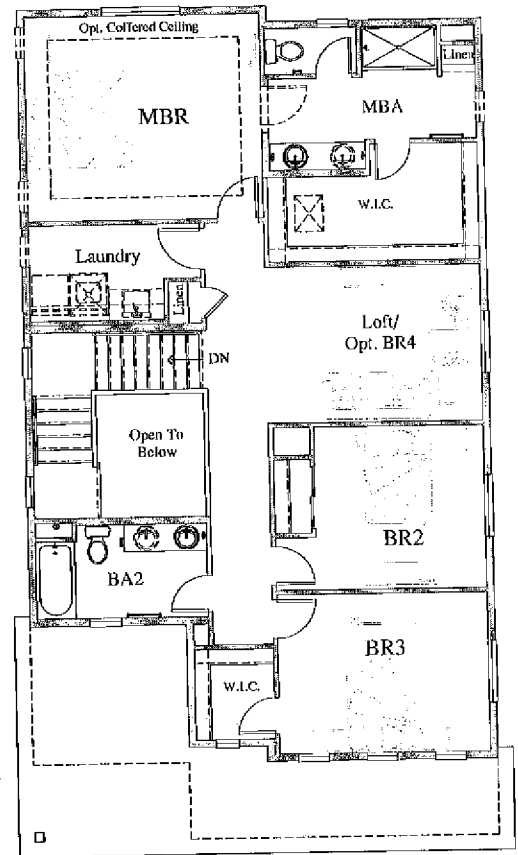 Opt. Coffered Ceiling
MBR
Linen
MBA
W.I.C.
Laundry
Linen
Loft/
Opt. BR4
DN
Open To
Below
BR2
BA2
BR3
W.I.C.